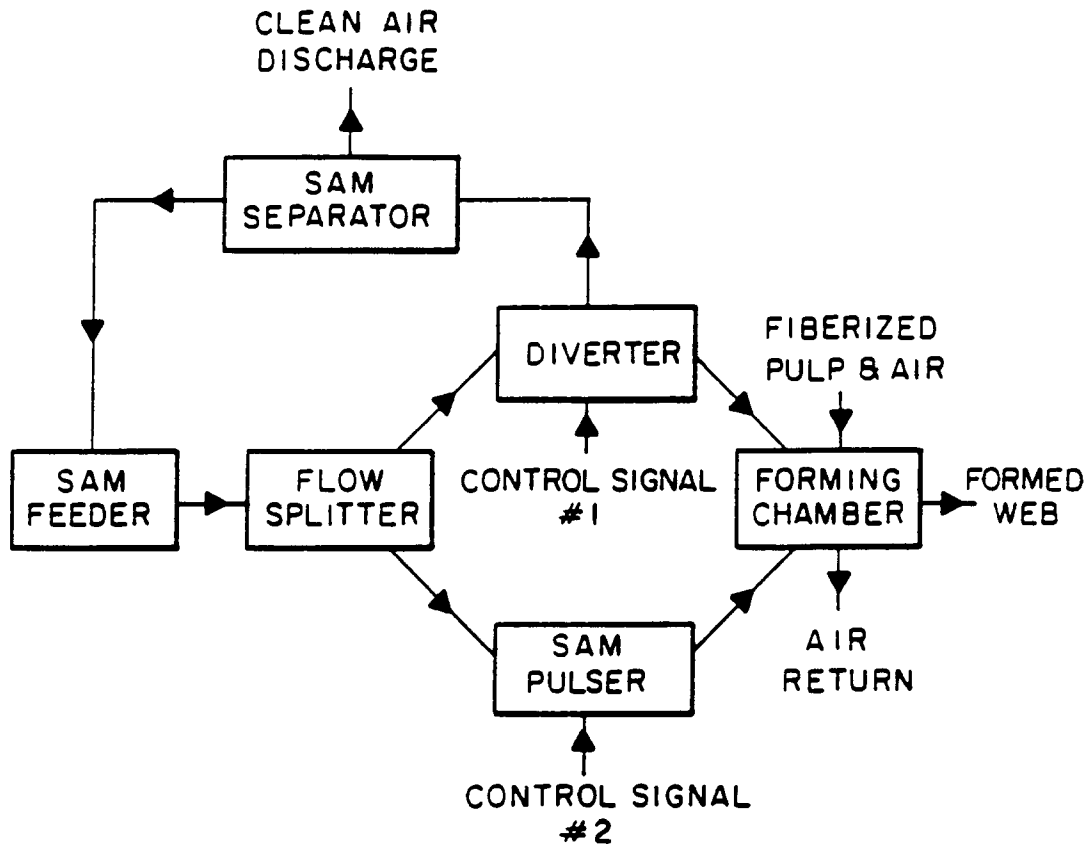 CLEAN AIR
DISCHARGE
SAM
SEPARATOR
DIVERTER
FIBERIZED
PULP & AIR
SAM
FEEDER
FLOW
SPLITTER
CONTROL SIGNAL
#1
FORMING
CHAMBER
FORMED
WEB
SAM
PULSER
AIR
RETURN
CONTROL SIGNAL
#2